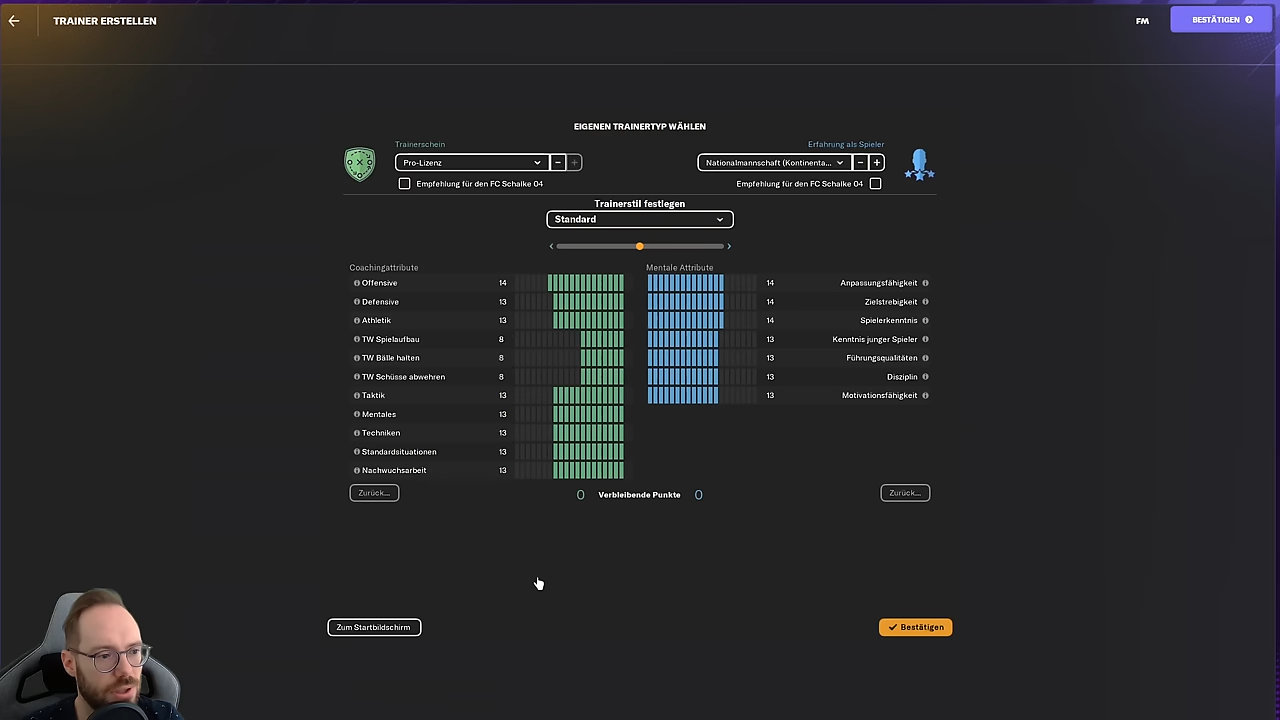 TRAINER ERSTELLEN
FM
BESTÄTIGEN
EIGENEN TRAINERTYP WÄHLEN
Trainerschein
Erfahrung als Spieler
Pro-Lizenz
Nationalmannschaft (Kontinenta...
Empfehlung für den FC Schalke 04
Empfehlung für den FC Schalke 04
Trainerstil festlegen
Standard
Coachingattribute
Mentale Attribute
Offensive 14
14 Anpassungsfähigkeit
Defensive 13
14 Zielstrebigkeit
Athletik 13
14 Spielerkenntnis
TW Spielaufbau 8
13 Kenntnis junger Spieler
TW Bälle halten 8
13 Führungsqualitäten
TW Schüsse abwehren 8
13 Disziplin
Taktik 13
13 Motivationsfähigkeit
Mentales 13
Techniken 13
Standardsituationen 13
Nachwuchsarbeit 13
Zurück...
0 Verbleibende Punkte 0
Zurück...
Zum Startbildschirm
Bestätigen